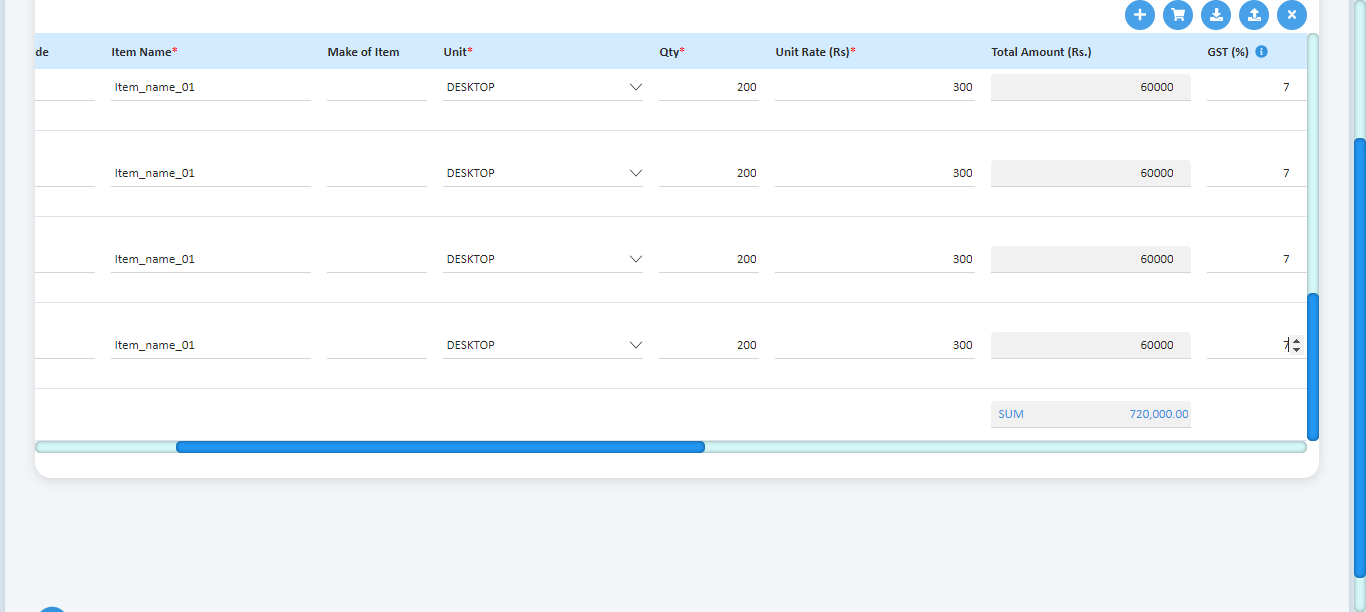 de Item Name* Make of Item Unit* Qty* Unit Rate (Rs)* Total Amount (Rs.) GST (%)
Item_name_01 DESKTOP 200 300 60000 7
Item_name_01 DESKTOP 200 300 60000 7
Item_name_01 DESKTOP 200 300 60000 7
Item_name_01 DESKTOP 200 300 60000 7
SUM 720,000.00